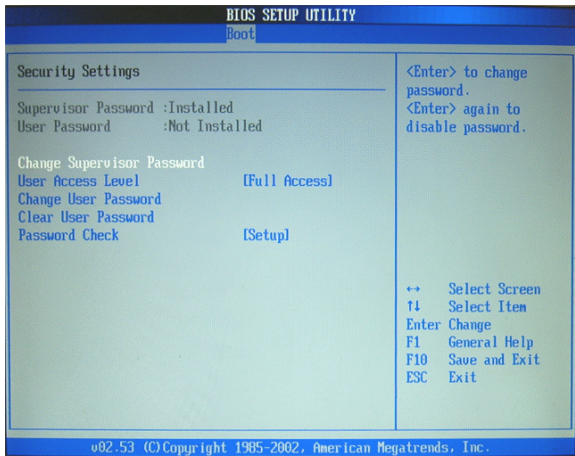 BIOS SETUP UTILITY
Boot
Security Settings
Supervisor Password :Installed
User Password :Not Installed
Change Supervisor Password
User Access Level [Full Access]
Change User Password
Clear User Password
Password Check [Setup]
<Enter> to change
password.
<Enter> again to
disable password.
↔ Select Screen
↑↓ Select Item
Enter Change
F1 General Help
F10 Save and Exit
ESC Exit
v02.53 (C)Copyright 1985-2002, American Megatrends, Inc.